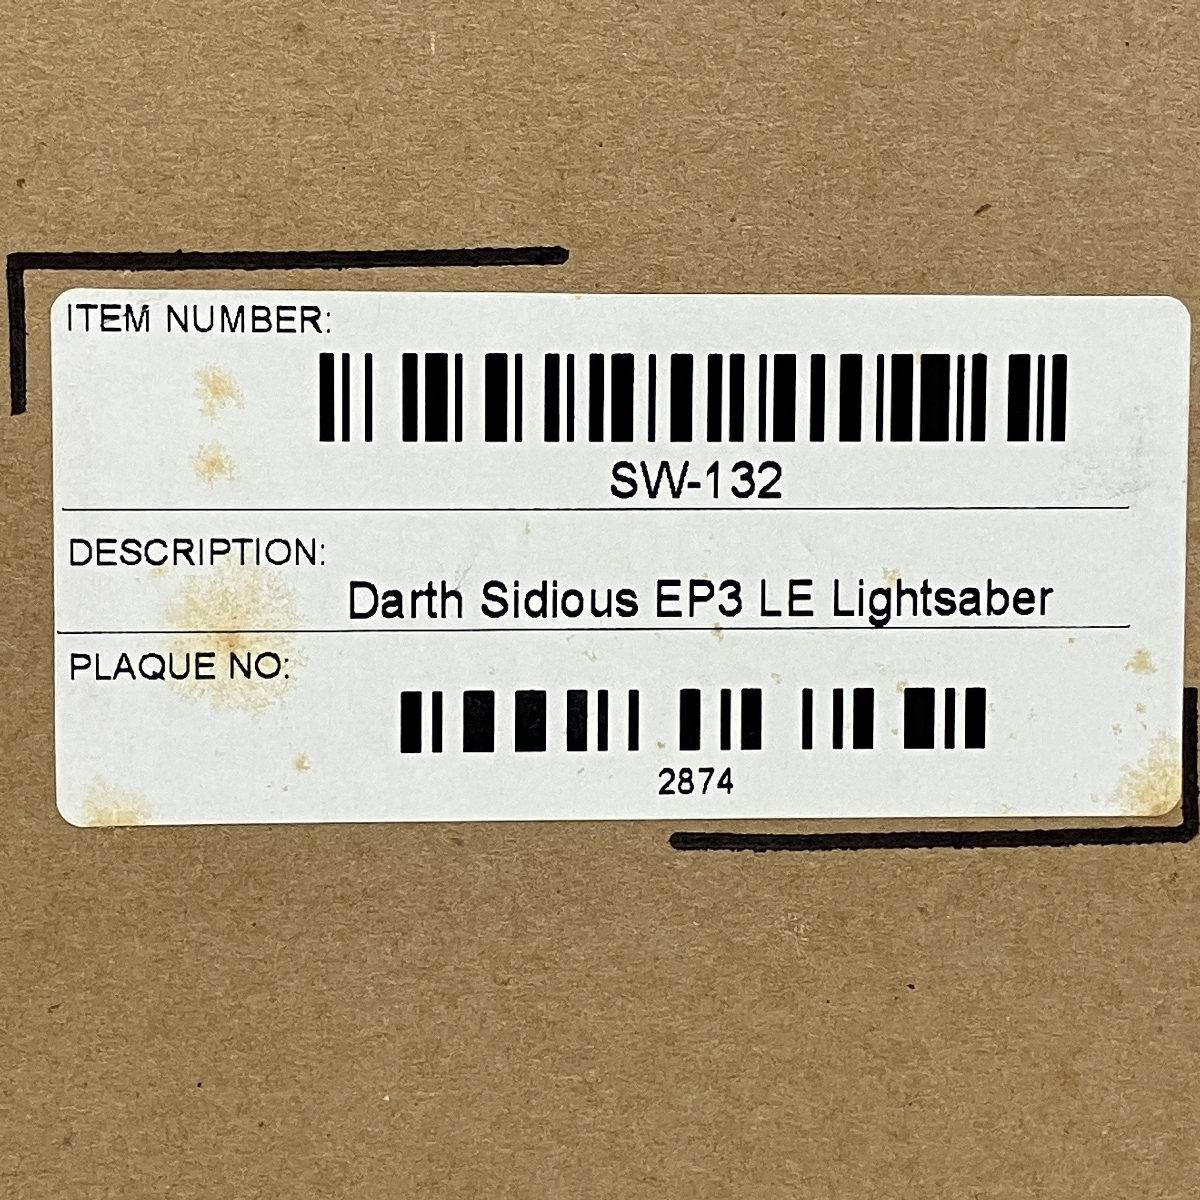 ITEM NUMBER:
SW-132
DESCRIPTION:
Darth Sidious EP3 LE Lightsaber
PLAQUE NO:
2874